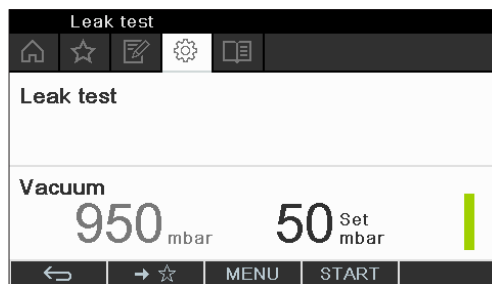 Leak test
Leak test
Vacuum
950 mbar 50 Set mbar
MENU START